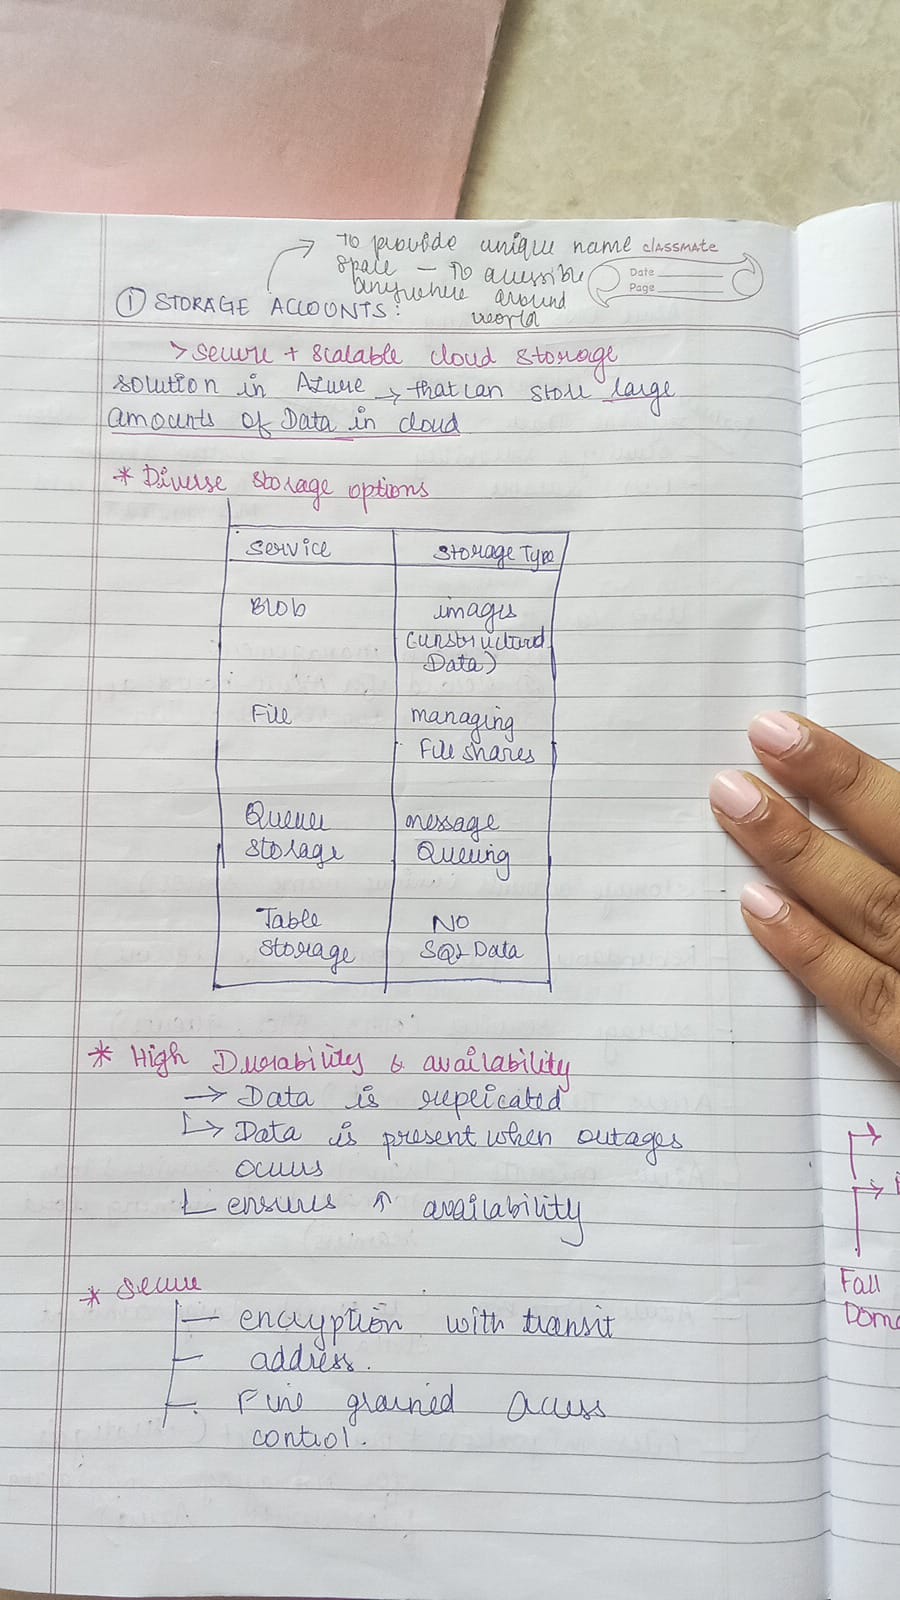 → To provide unique name
space — To accessible
anywhere around
world
classmate
Date
Page
① STORAGE ACCOUNTS:
> secure + scalable cloud storage
solution in Azure → that can store large
amounts of Data in cloud
* Diverse storage options
Service Storage Type
Blob images
(unstructured
Data)
File managing
File shares
Queue message
storage Queuing
Table NO
storage SQL Data
* High Durability & availability
→ Data is replicated
↳ Data is present when outages
occurs
ensures ↑ availability
* Secure
— encryption with transit
— address.
— Fine grained access
control.
Fall